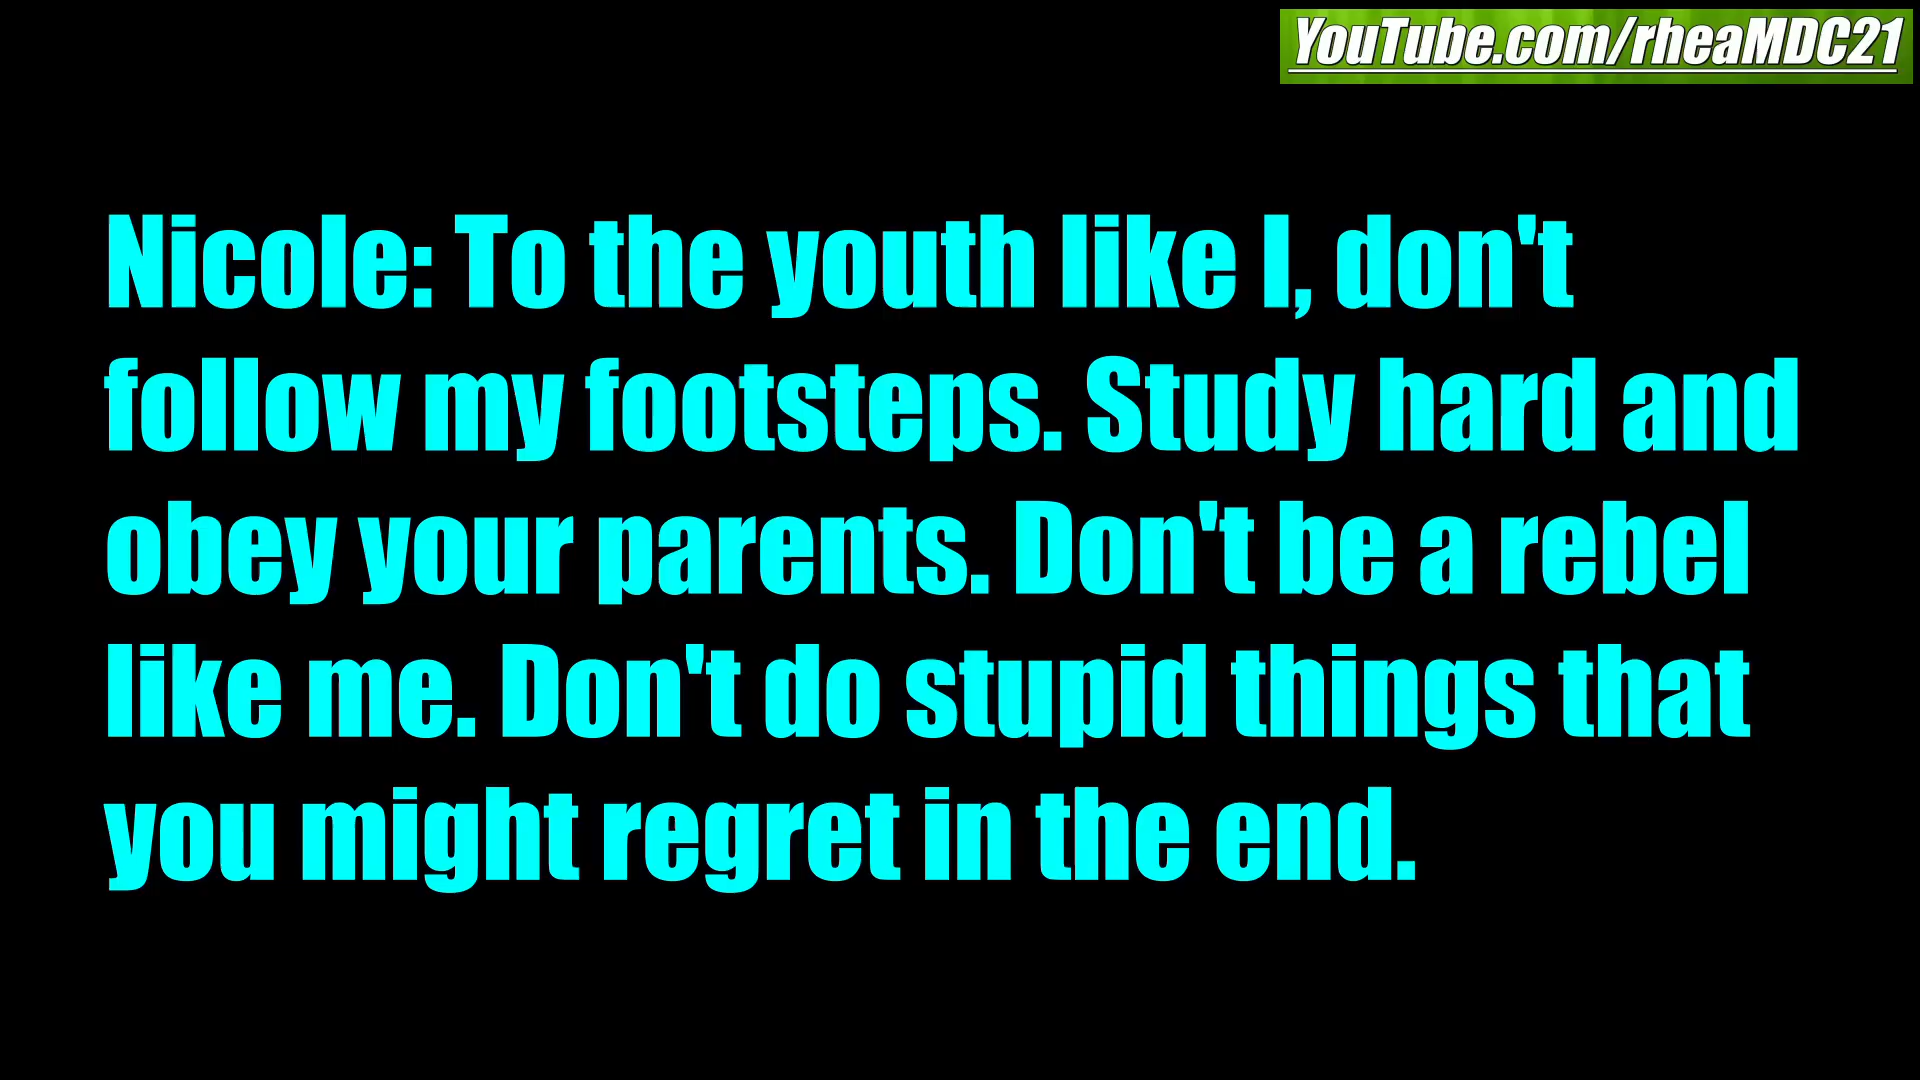 YouTube.com/rheaMDC21
Nicole: To the youth like I, don't
follow my footsteps. Study hard and
obey your parents. Don't be a rebel
like me. Don't do stupid things that
you might regret in the end.